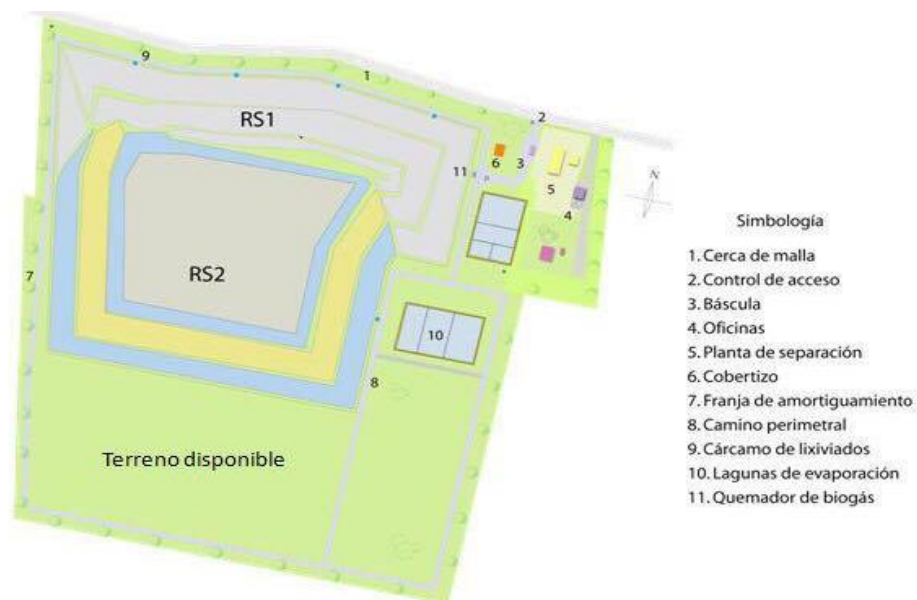 9
1
RS1
2
11
6
3
5
4
N
RS2
7
10
8
Terreno disponible
Simbología
1. Cerca de malla
2. Control de acceso
3. Báscula
4. Oficinas
5. Planta de separación
6. Cobertizo
7. Franja de amortiguamiento
8. Camino perimetral
9. Cárcamo de lixiviados
10. Lagunas de evaporación
11. Quemador de biogás